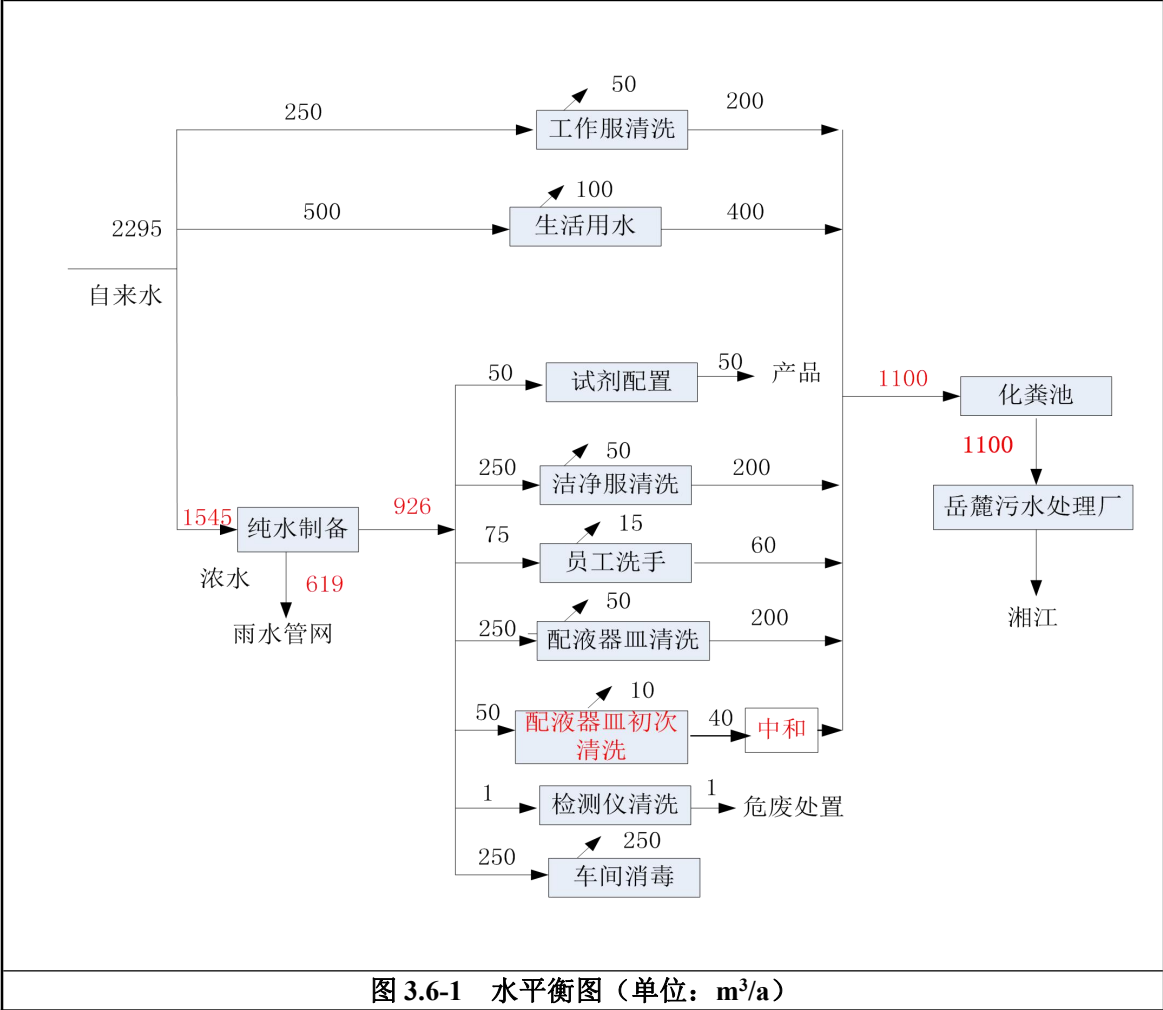 50
250
200
工作服清洗
100
2295
500
400
生活用水
自来水
50
试剂配置
50
产品
1100
化粪池
50
250
洁净服清洗
200
1100
岳麓污水处理厂
1545
纯水制备
926
75
15
员工洗手
60
浓水
619
雨水管网
50
250
配液器皿清洗
200
湘江
10
50
配液器皿初次
清洗
40
中和
1
检测仪清洗
1
危废处置
250
250
车间消毒
图 3.6-1 水平衡图（单位：m³/a）